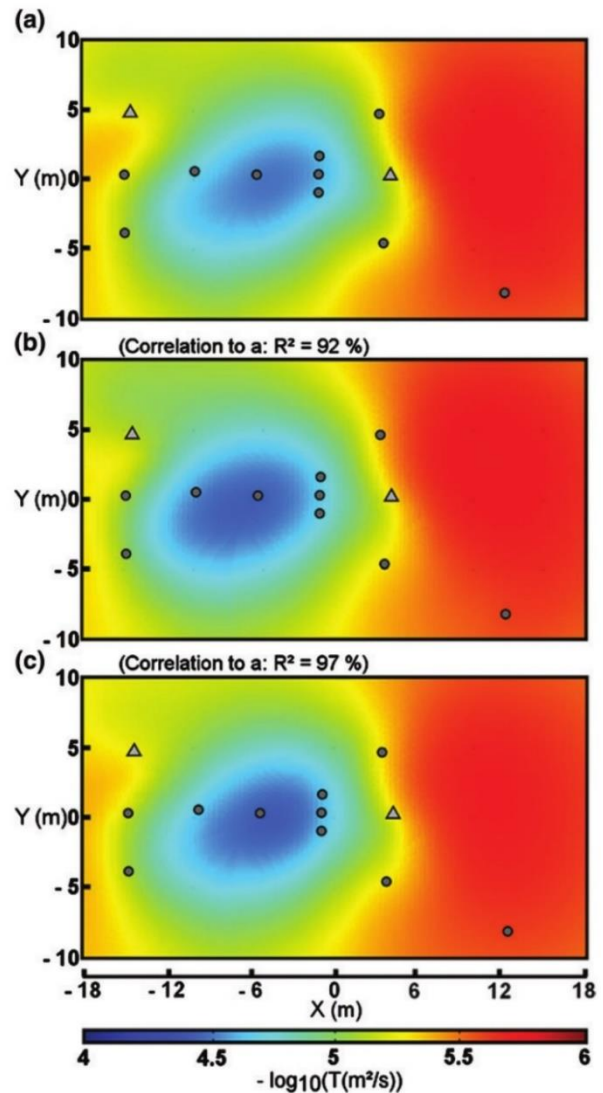 (a)
10
5
Y (m)0
- 5
- 10
(b) (Correlation to a: R² = 92 %)
10
5
Y (m)0
- 5
- 10
(c) (Correlation to a: R² = 97 %)
10
5
Y (m)0
- 5
- 10
- 18 - 12 - 6 0 6 12 18
X (m)
4 4.5 5 5.5 6
- log10(T(m²/s))